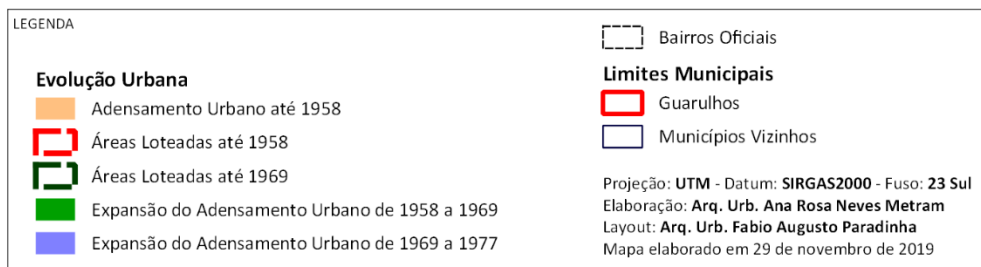 LEGENDA
Evolução Urbana
Adensamento Urbano até 1958
Áreas Loteadas até 1958
Áreas Loteadas até 1969
Expansão do Adensamento Urbano de 1958 a 1969
Expansão do Adensamento Urbano de 1969 a 1977
Bairros Oficiais
Limites Municipais
Guarulhos
Municípios Vizinhos
Projeção: UTM - Datum: SIRGAS2000 - Fuso: 23 Sul
Elaboração: Arq. Urb. Ana Rosa Neves Metram
Layout: Arq. Urb. Fabio Augusto Paradinha
Mapa elaborado em 29 de novembro de 2019